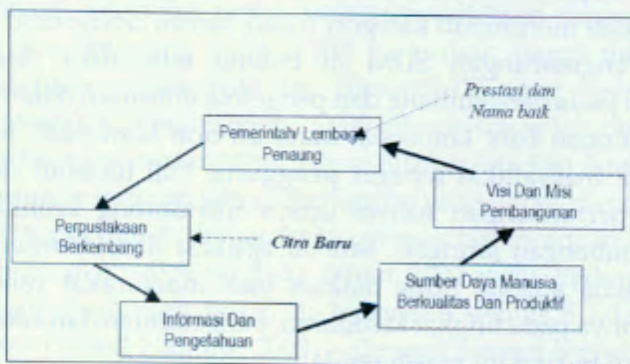 Prestasi dan
Nama baik
Pemerintah/ Lembaga
Penaung
Visi Dan Misi
Pembangunan
Perpustakaan
Berkembang
Citra Baru
Sumber Daya Manusia
Berkualitas Dan Produktif
Informasi Dan
Pengetahuan